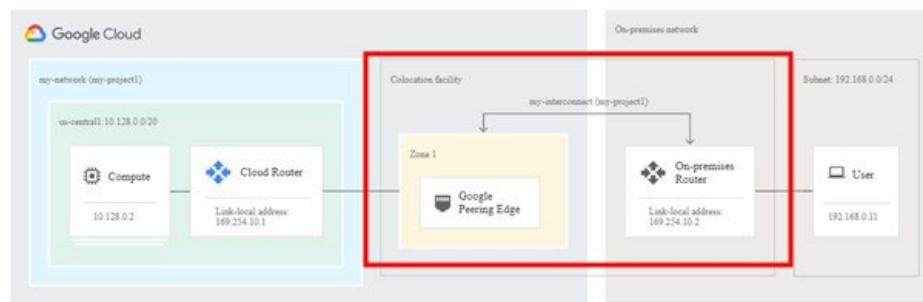 Google Cloud
On-premises network
my-network (my-project1)
Colocation facility
Subnet: 192.168.0.0/24
my-interconnect (my-project1)
us-central1:10.128.0.0/20
Zone 1
Compute
10.128.0.2
Cloud Router
Link-local address:
169.254.10.1
Google
Peering Edge
On-premises
Router
Link-local address:
169.254.10.2
User
192.168.0.11